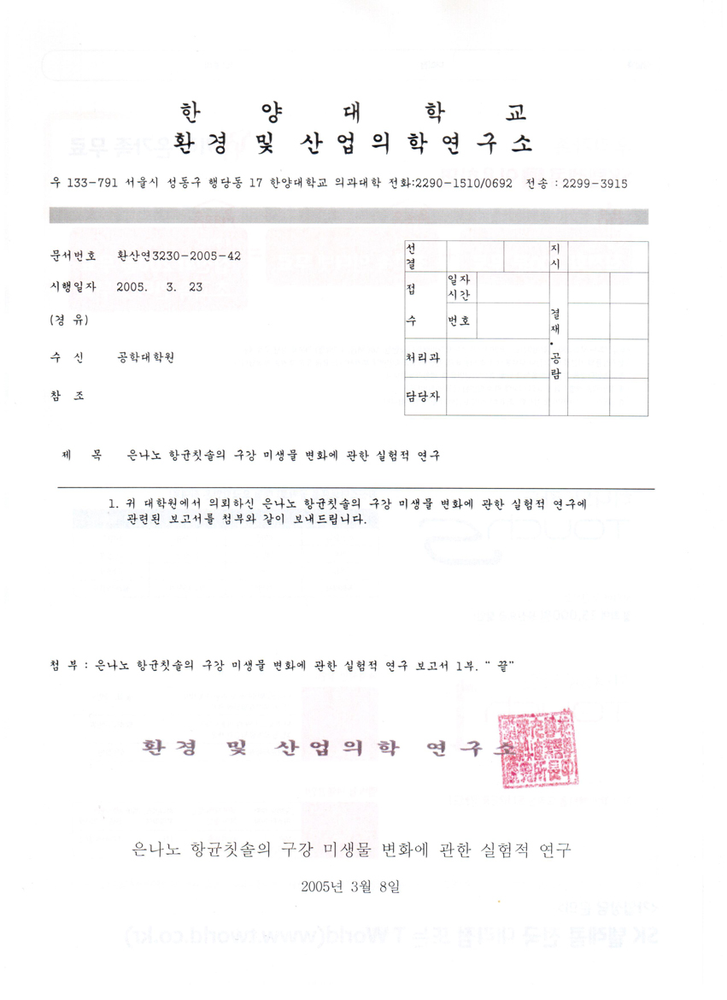 한 양 대 학 교
환경 및 산업의학연구소
우 133-791 서울시 성동구 행당동 17 한양대학교 의과대학 전화:2290-1510/0692 전송 : 2299-3915
문서번호 환산연3230-2005-42
시행일자 2005. 3. 23
(경 유)
수 신 공학대학원
참 조
선결
지시
접수
일자
시간
번호
결재·공람
처리과
담당자
제 목 은나노 항균칫솔의 구강 미생물 변화에 관한 실험적 연구
1. 귀 대학원에서 의뢰하신 은나노 항균칫솔의 구강 미생물 변화에 관한 실험적 연구에
관련된 보고서를 첨부와 같이 보내드립니다.
첨 부 : 은나노 항균칫솔의 구강 미생물 변화에 관한 실험적 연구 보고서 1부. “ 끝”
환경 및 산업의학 연구소
은나노 항균칫솔의 구강 미생물 변화에 관한 실험적 연구
2005년 3월 8일